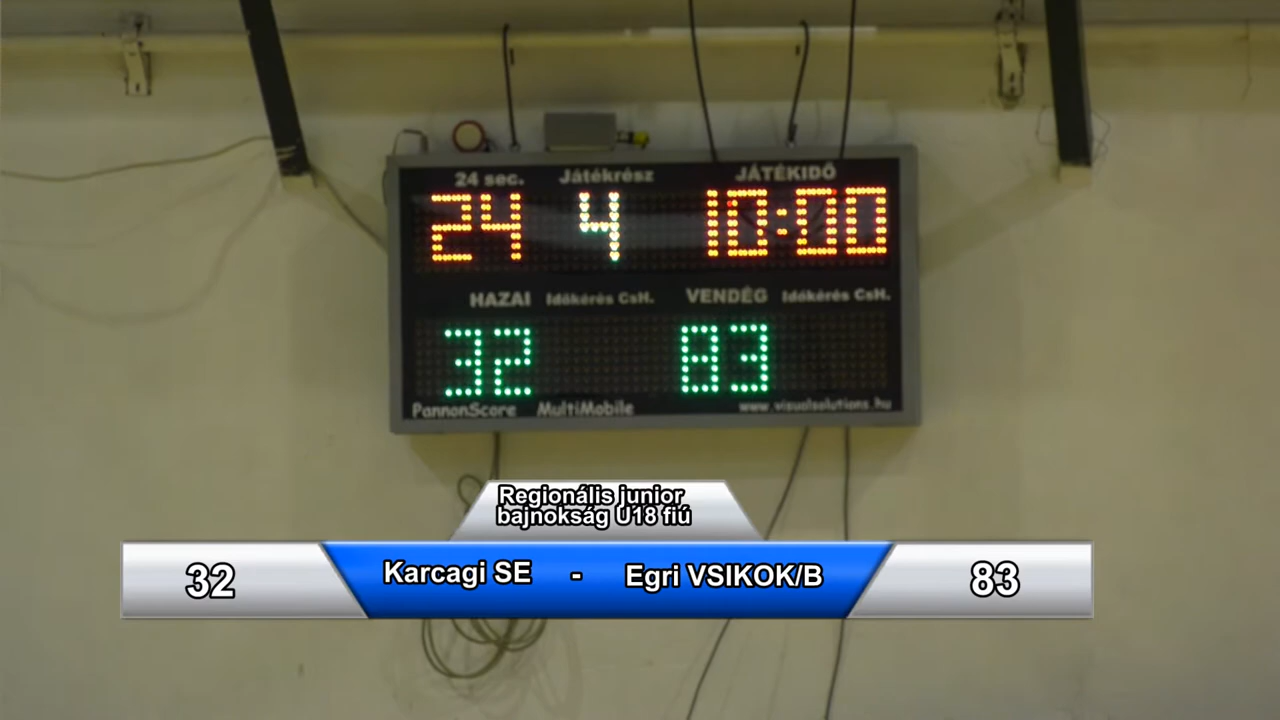 24 sec. Játékrész JÁTÉKIDŐ
24 4 10:00
HAZAI Időkérés CsH. VENDÉG Időkérés CsH.
32 83
PannonScore MultiMobile www.visualsolutions.hu
Regionális junior
bajnokság U18 fiú
32 Karcagi SE - Egri VSIKOK/B 83